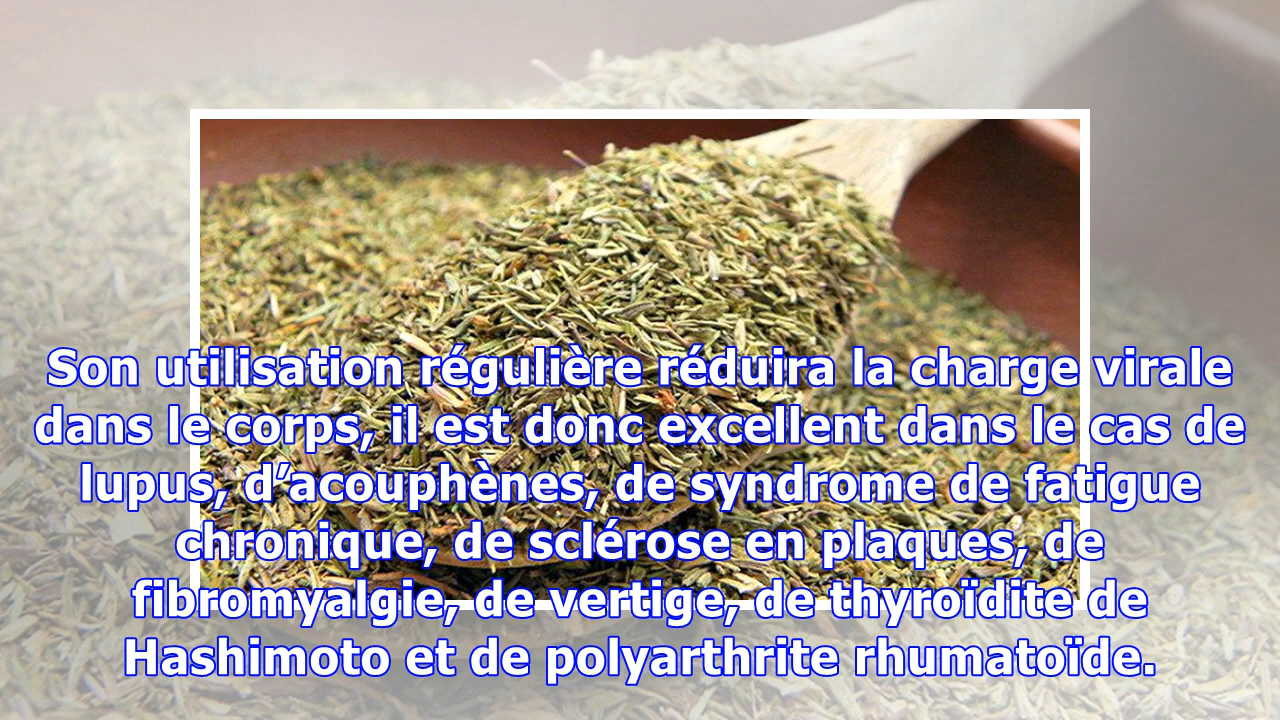 Son utilisation régulière réduira la charge virale
dans le corps, il est donc excellent dans le cas de
lupus, d’acouphènes, de syndrome de fatigue
chronique, de sclérose en plaques, de
fibromyalgie, de vertige, de thyroïdite de
Hashimoto et de polyarthrite rhumatoïde.